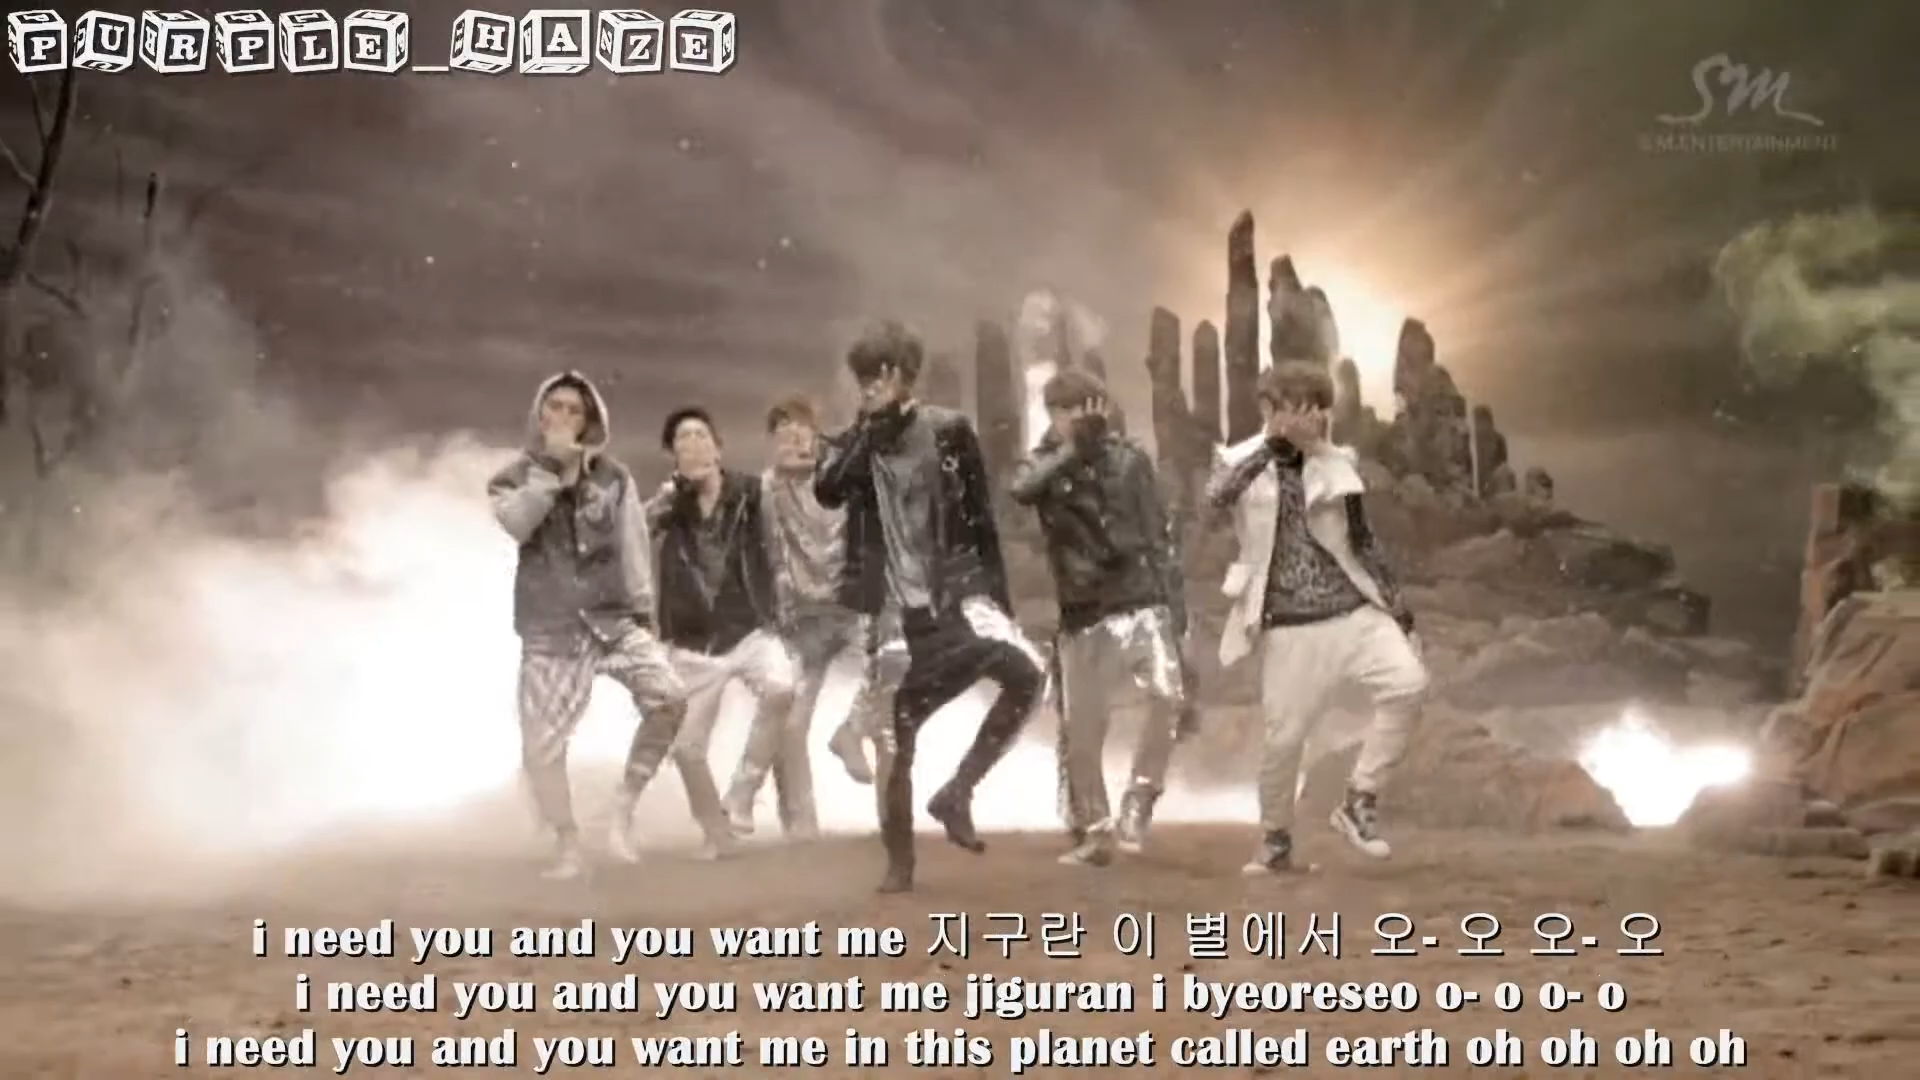 PURPLE_HAZE
SM
S.M.ENTERTAINMENT
i need you and you want me 지구란 이 별에서 오- 오 오- 오
i need you and you want me jiguran i byeoreseo o- o o- o
i need you and you want me in this planet called earth oh oh oh oh